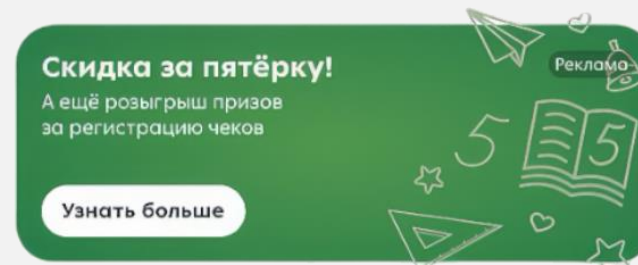 Скидка за пятёрку!
Реклама
А ещё розыгрыш призов
за регистрацию чеков
5
5
Узнать больше